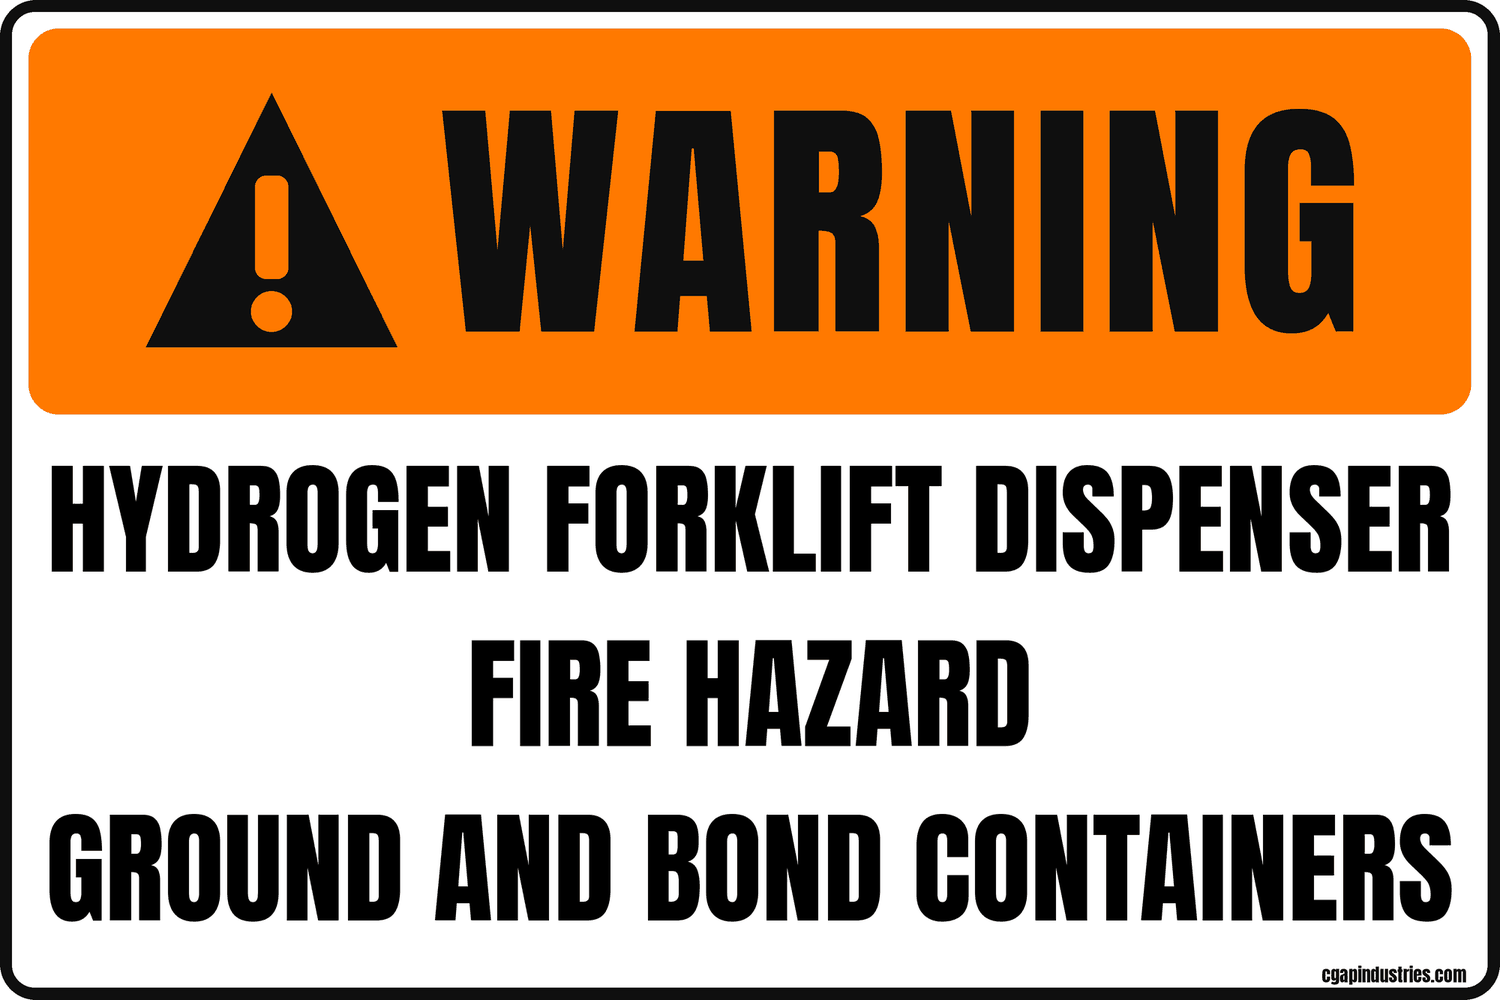 WARNING
HYDROGEN FORKLIFT DISPENSER
FIRE HAZARD
GROUND AND BOND CONTAINERS
cgapindustries.com